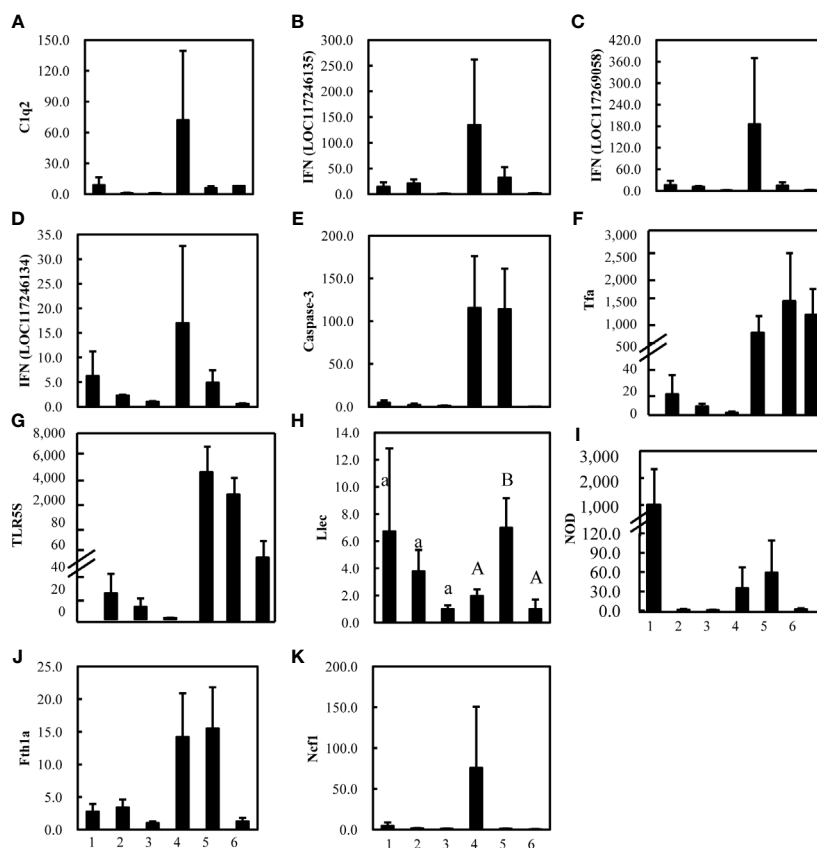 A
C1q2
150.0
120.0
90.0
60.0
30.0
0.0
B
IFN (LOC117246135)
300.0
250.0
200.0
150.0
100.0
50.0
0.0
C
IFN (LOC117269058)
420.0
360.0
300.0
240.0
180.0
120.0
60.0
0.0
D
IFN (LOC117246134)
35.0
30.0
25.0
20.0
15.0
10.0
5.0
0.0
E
Caspase-3
200.0
150.0
100.0
50.0
0.0
F
Tfa
3,000
2,500
1,500
1,000
500
40
20
0
G
TLR5S
8,000
4,000
2,000
80
60
40
20
0
H
Llec
14.0
12.0
10.0
8.0
6.0
4.0
2.0
0.0
a
a
a
A
B
A
I
NOD
3,000
2,000
1,000
120.0
90.0
60.0
30.0
0.0
1 2 3 4 5 6
J
Fth1a
25.0
20.0
15.0
10.0
5.0
0.0
1 2 3 4 5 6
K
Ncf1
200.0
150.0
100.0
50.0
0.0
1 2 3 4 5 6